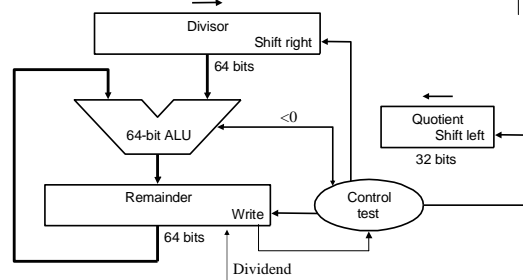 Divisor
Shift right
64 bits
64-bit ALU
<0
Quotient
Shift left
32 bits
Remainder
Write
Control
test
64 bits
Dividend